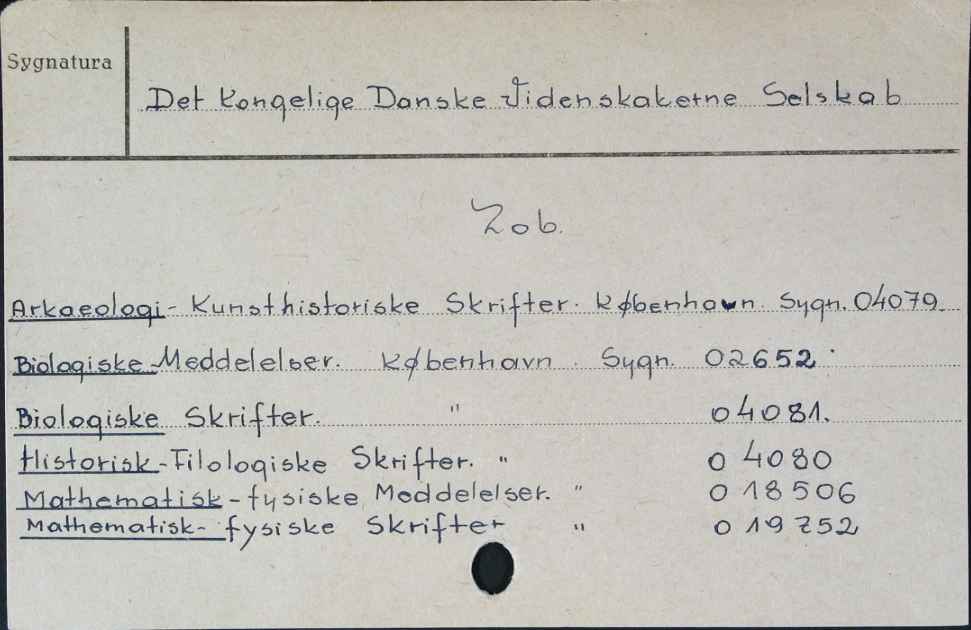 Sygnatura
Det Kongelige Danske Videnskakerne Selskab
Zob.
Arkaeologi - Kunsthistoriske Skrifter. København. Sygn. 04079.
Biologiske Meddelelser. København. Sygn. 02652.
Biologiske Skrifter. " 04081.
Historisk-Filologiske Skrifter. " 04080
Mathematisk-fysiske Meddelelser. " 018506
Mathematisk-fysiske Skrifter " 019752